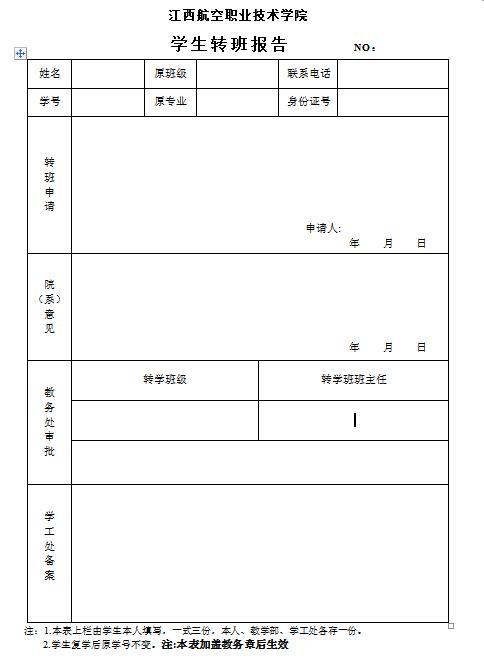 江西航空职业技术学院
学生转班报告 NO：
姓名 原班级 联系电话
学号 原专业 身份证号
转班申请
申请人:
年 月 日
院（系）意见
年 月 日
教务处审批
转学班级 转学班班主任
学工处备案
注：1.本表上栏由学生本人填写，一式三份，本人、教学部、学工处各存一份。
2.学生复学后原学号不变。注:本表加盖教务章后生效